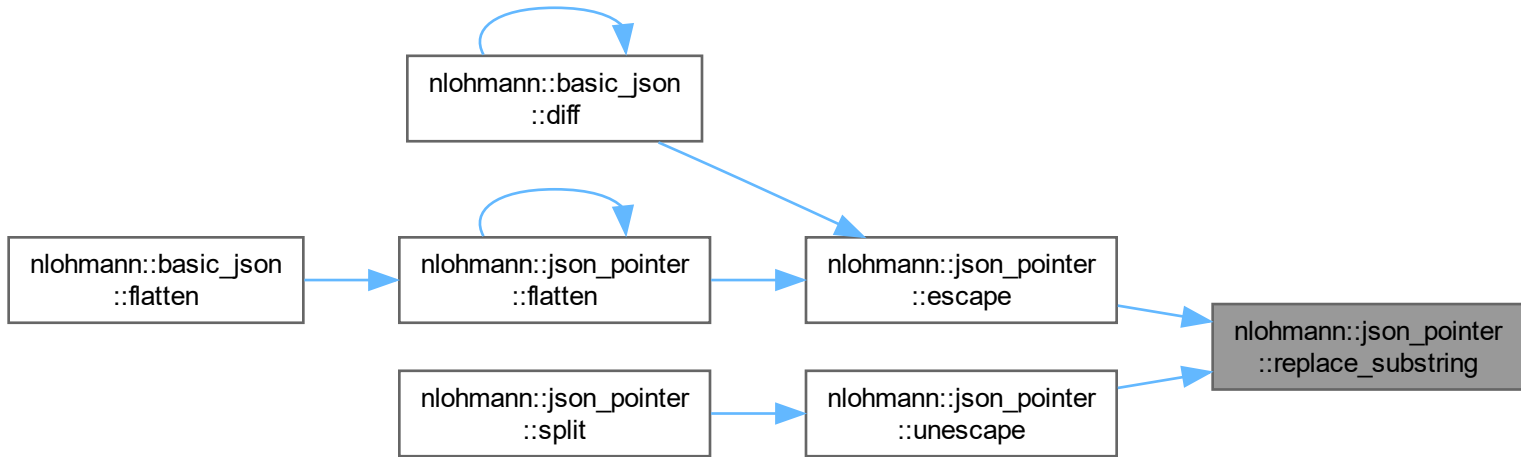 nlohmann::basic_json
::diff
nlohmann::basic_json
::flatten
nlohmann::json_pointer
::flatten
nlohmann::json_pointer
::escape
nlohmann::json_pointer
::replace_substring
nlohmann::json_pointer
::split
nlohmann::json_pointer
::unescape